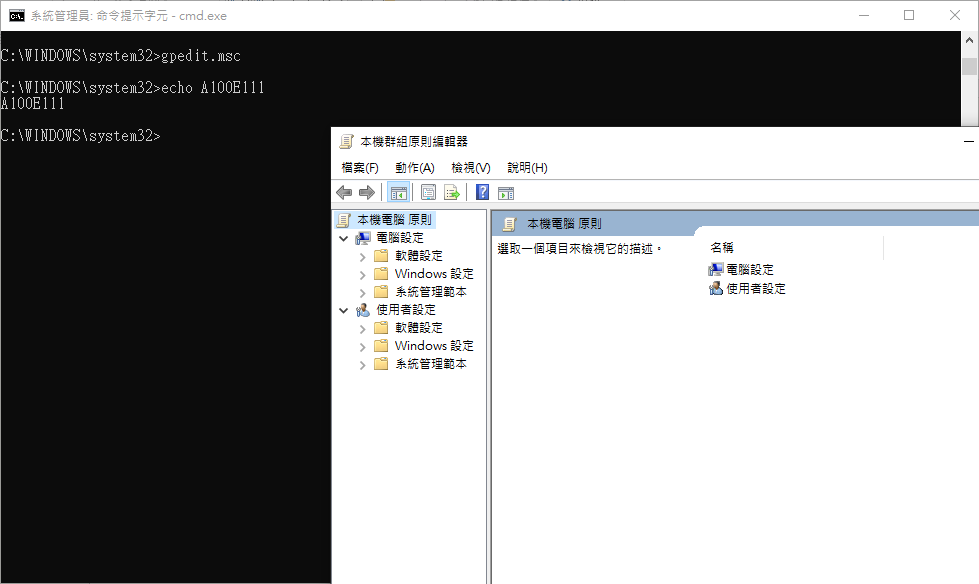 系統管理員: 命令提示字元 - cmd.exe
C:\WINDOWS\system32>gpedit.msc
C:\WINDOWS\system32>echo A100E111
A100E111
C:\WINDOWS\system32>
本機群組原則編輯器
檔案(F) 動作(A) 檢視(V) 說明(H)
本機電腦 原則
電腦設定
軟體設定
Windows 設定
系統管理範本
使用者設定
軟體設定
Windows 設定
系統管理範本
本機電腦 原則
選取一個項目來檢視它的描述。
名稱
電腦設定
使用者設定